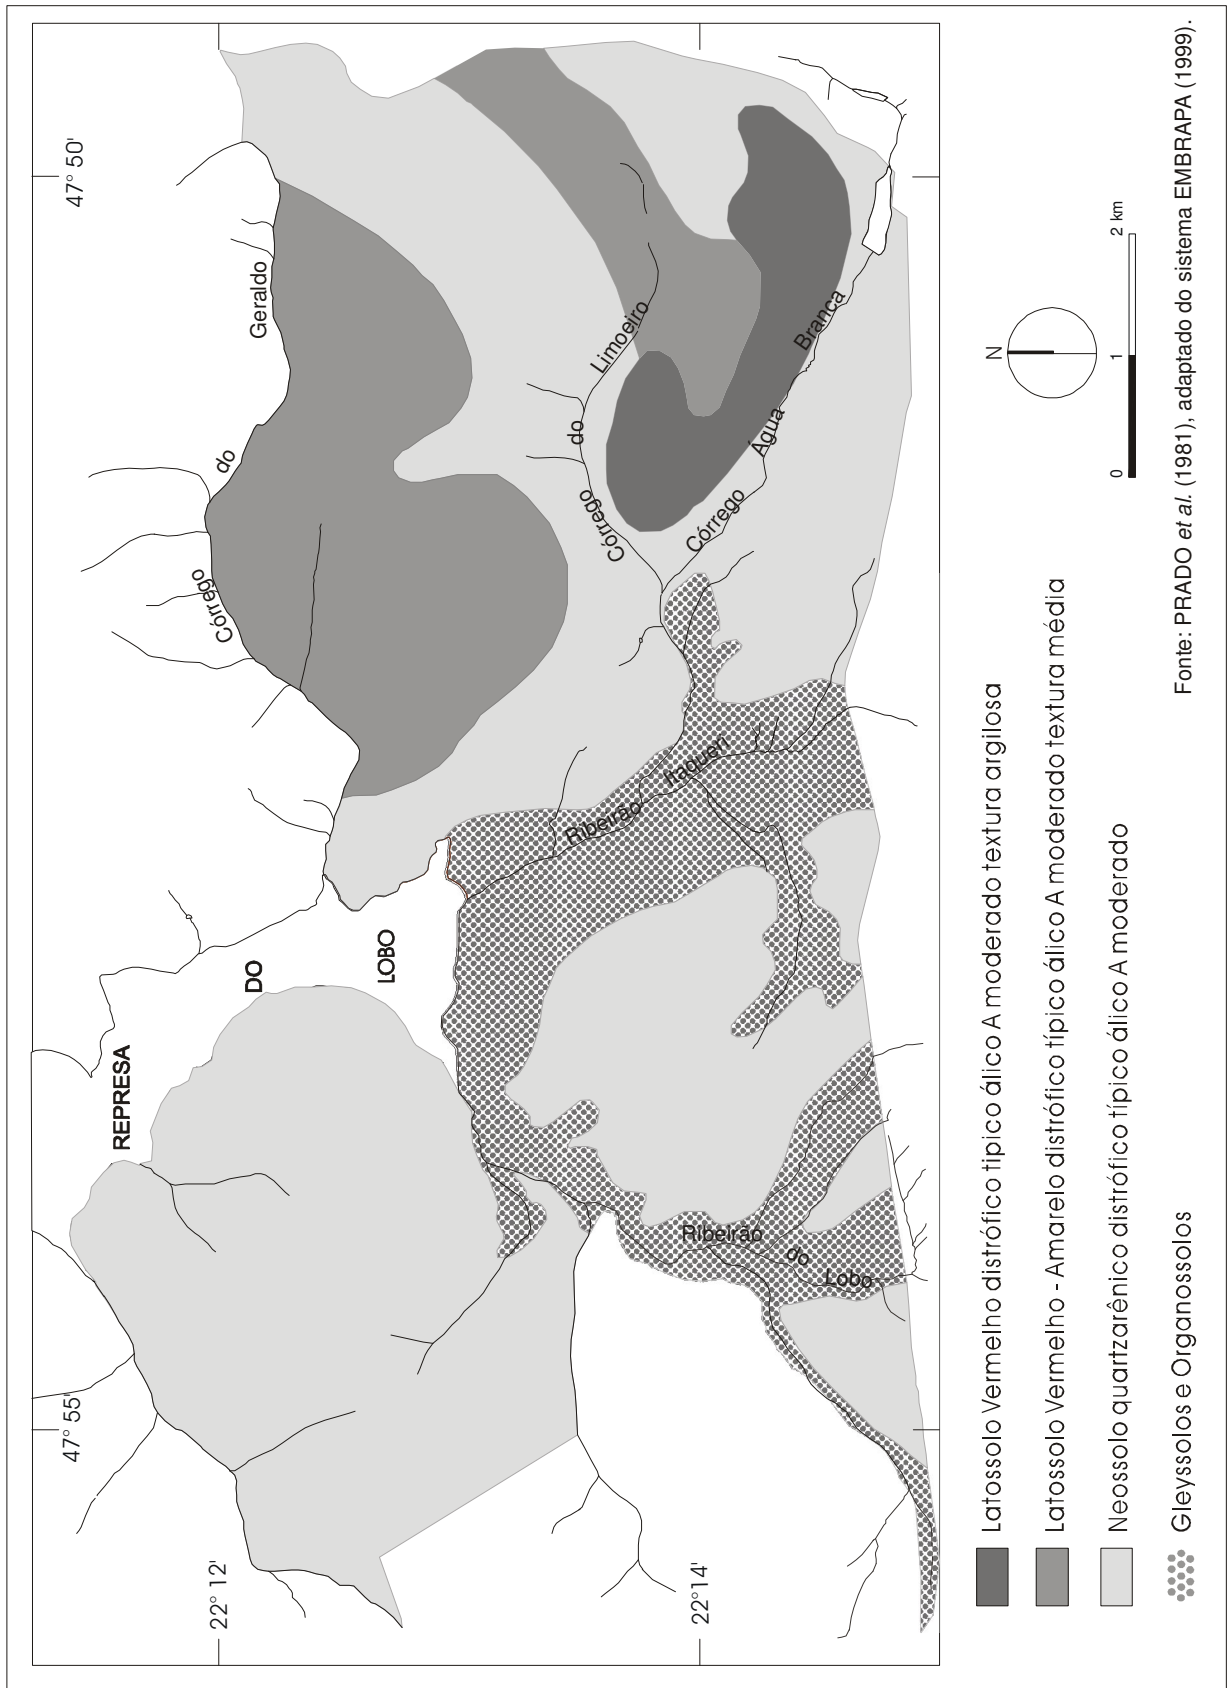 47° 50'
47° 55'
22° 12'
22°14'
REPRESA
DO
LOBO
Córrego
do
Geraldo
Córrego
do
Limoeiro
Córrego
Água
Branca
Ribeirão
Itaqueri
Ribeirão
do
Lobo
N
0 1 2 km
Latossolo Vermelho distrófico tipico álico A moderado textura argilosa
Latossolo Vermelho - Amarelo distrófico típico álico A moderado textura média
Neossolo quartzarênico distrófico típico álico A moderado
Gleyssolos e Organossolos
Fonte: PRADO et al. (1981), adaptado do sistema EMBRAPA (1999).